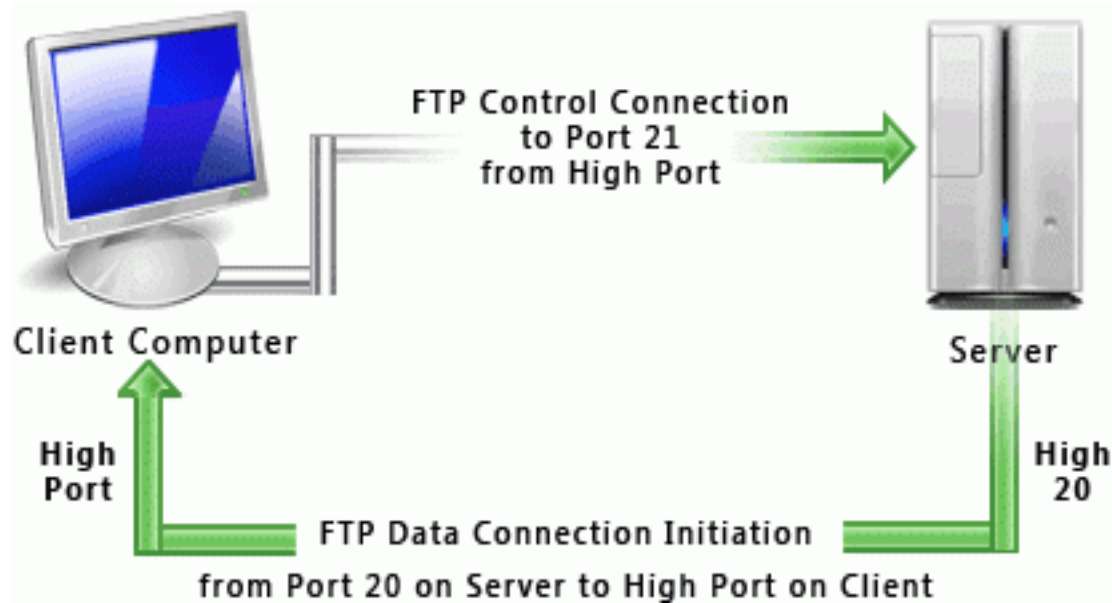 FTP Control Connection
to Port 21
from High Port
Client Computer
Server
High
Port
High
20
FTP Data Connection Initiation
from Port 20 on Server to High Port on Client